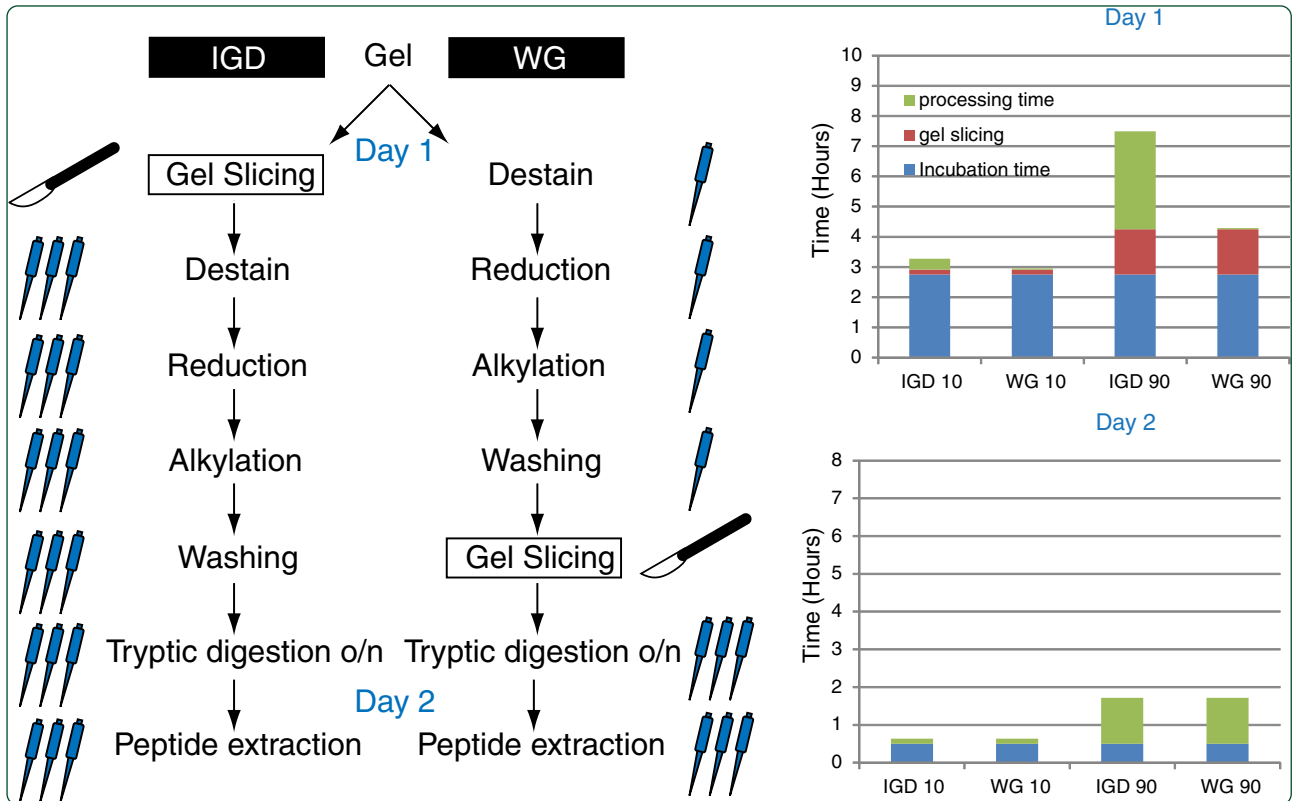 IGD Gel WG
Day 1
Gel Slicing
Destain
Reduction
Alkylation
Washing
Tryptic digestion o/n
Peptide extraction
Destain
Reduction
Alkylation
Washing
Gel Slicing
Tryptic digestion o/n
Peptide extraction
Day 2
Day 1
Time (Hours)
10
9
8
7
6
5
4
3
2
1
0
processing time
gel slicing
Incubation time
IGD 10 WG 10 IGD 90 WG 90
Day 2
Time (Hours)
8
7
6
5
4
3
2
1
0
IGD 10 WG 10 IGD 90 WG 90